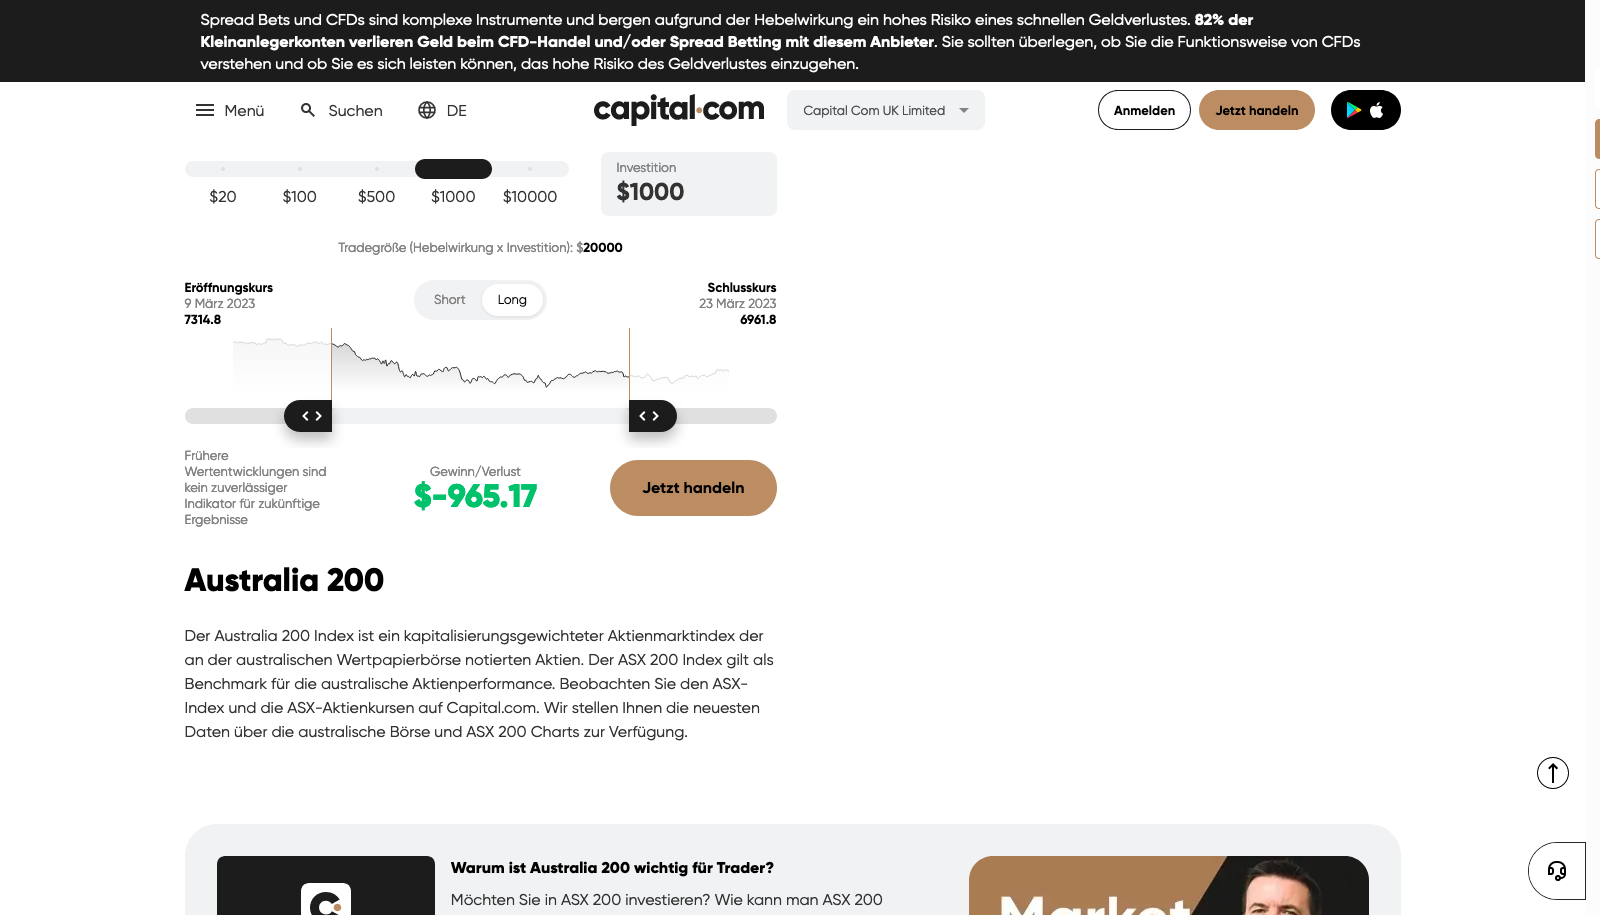 Spread Bets und CFDs sind komplexe Instrumente und bergen aufgrund der Hebelwirkung ein hohes Risiko eines schnellen Geldverlustes. 82% der
Kleinanlegerkonten verlieren Geld beim CFD-Handel und/oder Spread Betting mit diesem Anbieter. Sie sollten überlegen, ob Sie die Funktionsweise von CFDs
verstehen und ob Sie es sich leisten können, das hohe Risiko des Geldverlustes einzugehen.
Menü Suchen DE capital.com Capital Com UK Limited Anmelden Jetzt handeln
Investition
$1000
$20 $100 $500 $1000 $10000
Tradegröße (Hebelwirkung x Investition): $20000
Eröffnungskurs
9 März 2023
7314.8
Short Long
Schlusskurs
23 März 2023
6961.8
Frühere
Wertentwicklungen sind
kein zuverlässiger
Indikator für zukünftige
Ergebnisse
Gewinn/Verlust
$-965.17
Jetzt handeln
Australia 200
Der Australia 200 Index ist ein kapitalisierungsgewichteter Aktienmarktindex der
an der australischen Wertpapierbörse notierten Aktien. Der ASX 200 Index gilt als
Benchmark für die australische Aktienperformance. Beobachten Sie den ASX-
Index und die ASX-Aktienkursen auf Capital.com. Wir stellen Ihnen die neuesten
Daten über die australische Börse und ASX 200 Charts zur Verfügung.
Warum ist Australia 200 wichtig für Trader?
Möchten Sie in ASX 200 investieren? Wie kann man ASX 200
Market